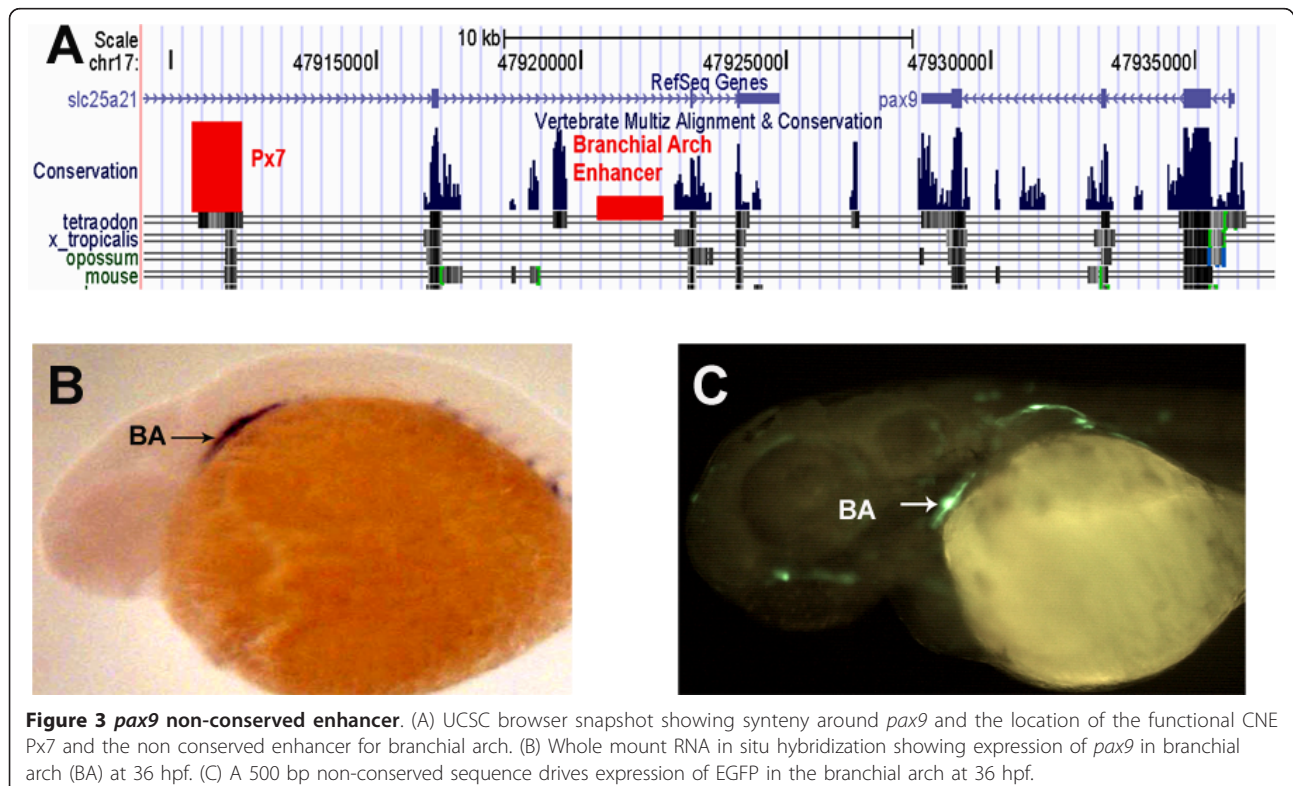 A
Scale
10 kb
chr17:
47915000
47920000
47925000
47930000
47935000
RefSeq Genes
slc25a21
pax9
Vertebrate Multiz Alignment & Conservation
Px7
Branchial Arch
Enhancer
Conservation
tetraodon
x_tropicalis
opossum
mouse
B
BA
C
BA
Figure 3 pax9 non-conserved enhancer. (A) UCSC browser snapshot showing synteny around pax9 and the location of the functional CNE
Px7 and the non conserved enhancer for branchial arch. (B) Whole mount RNA in situ hybridization showing expression of pax9 in branchial
arch (BA) at 36 hpf. (C) A 500 bp non-conserved sequence drives expression of EGFP in the branchial arch at 36 hpf.